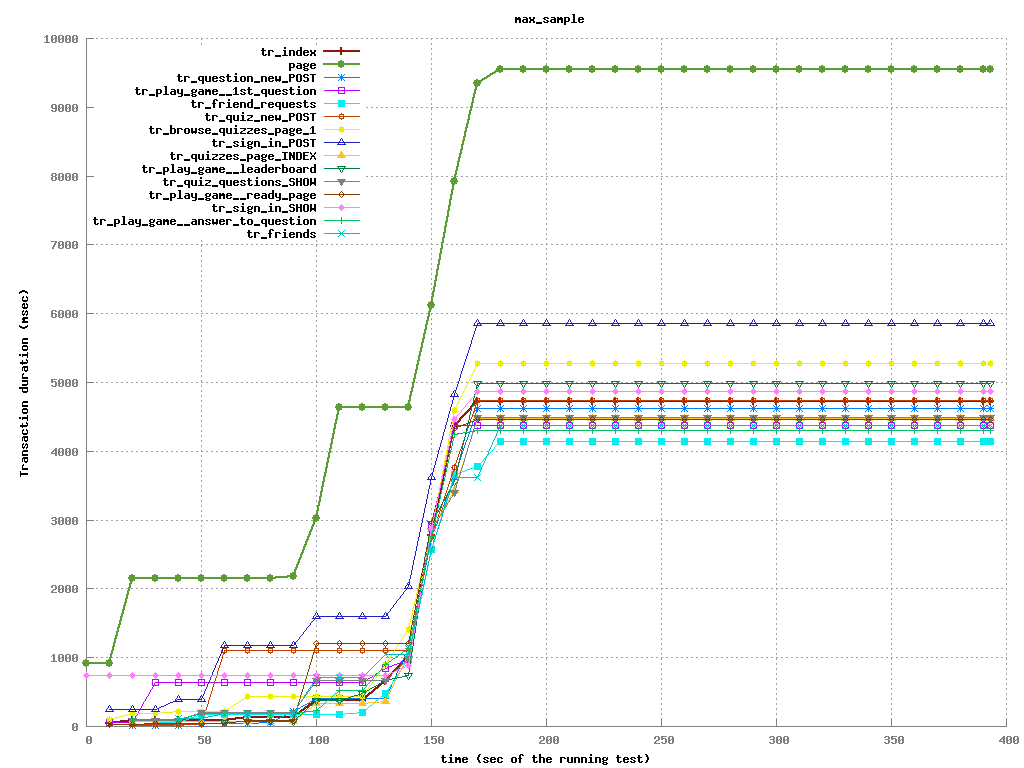 max_sample
10000
9000
8000
7000
6000
5000
4000
3000
2000
1000
0
Transaction duration (msec)
tr_index
page
tr_question_new_POST
tr_play_game__1st_question
tr_friend_requests
tr_quiz_new_POST
tr_browse_quizzes_page_1
tr_sign_in_POST
tr_quizzes_page_INDEX
tr_play_game__leaderboard
tr_quiz_questions_SHOW
tr_play_game__ready_page
tr_sign_in_SHOW
tr_play_game__answer_to_question
tr_friends
0 50 100 150 200 250 300 350 400
time (sec of the running test)